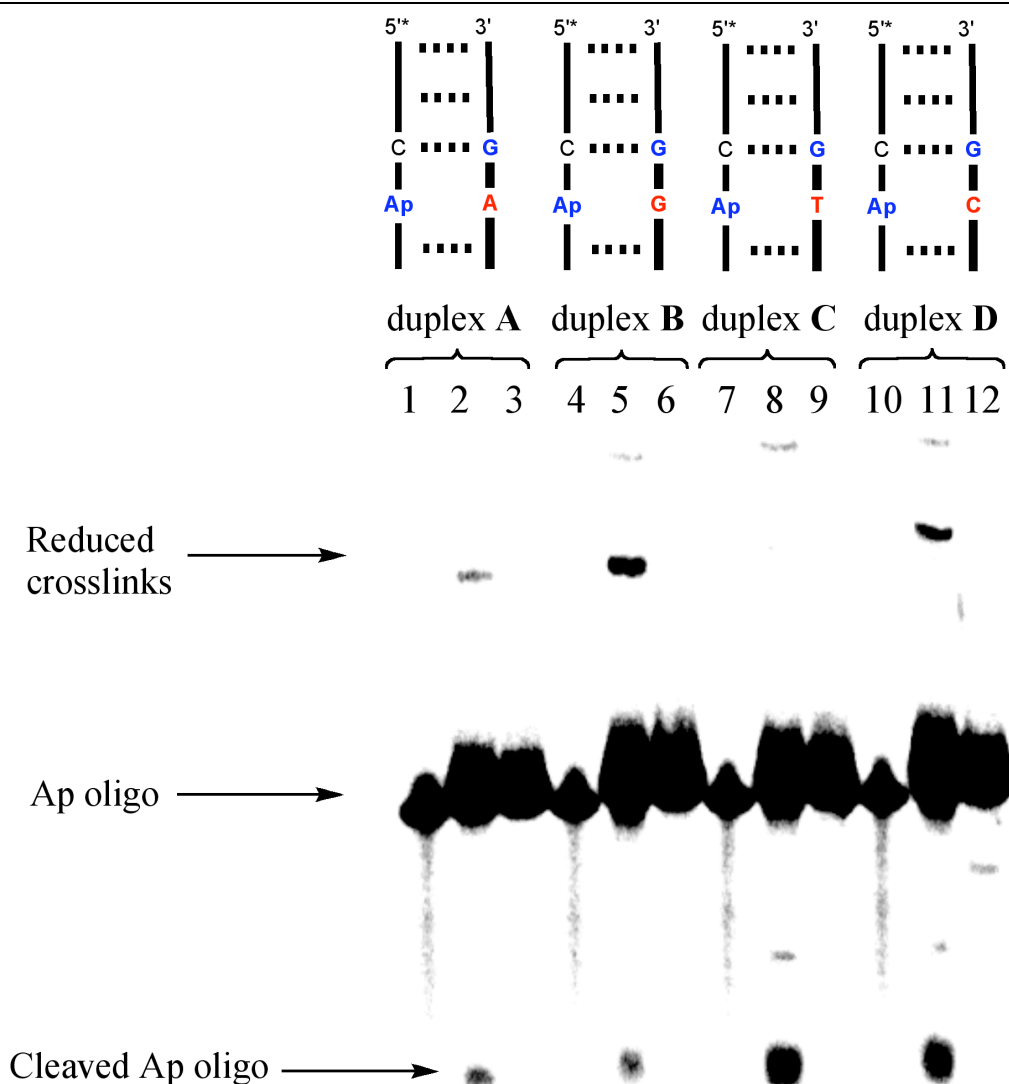 5'* 3' 5'* 3' 5'* 3' 5'* 3'
C G C G C G C G
Ap A Ap G Ap T Ap C
duplex A duplex B duplex C duplex D
1 2 3 4 5 6 7 8 9 10 11 12
Reduced
crosslinks
Ap oligo
Cleaved Ap oligo